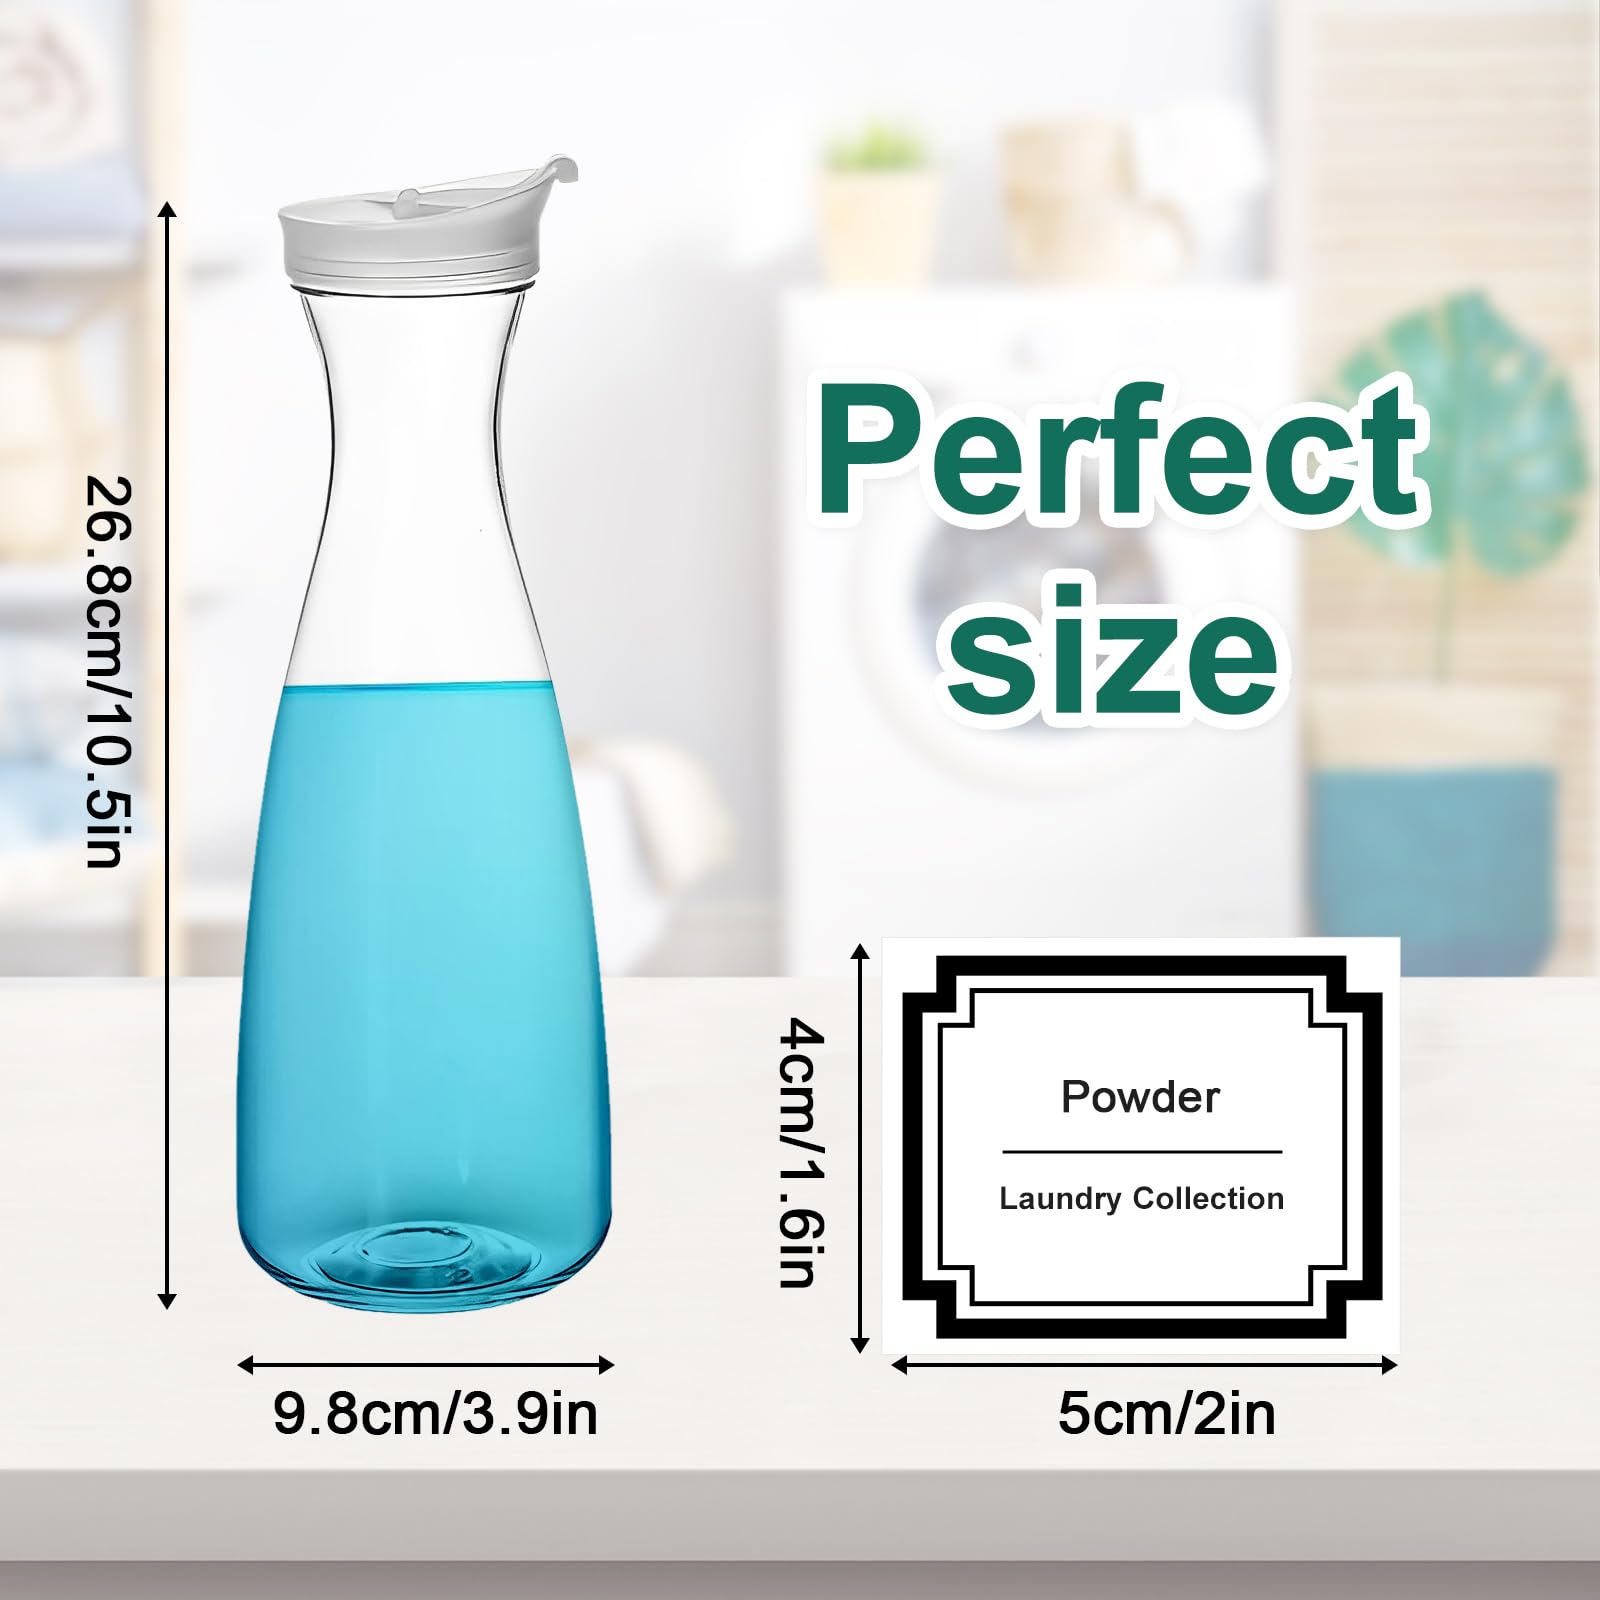 Perfect
size
26.8cm/10.5in
9.8cm/3.9in
4cm/1.6in
Powder
Laundry Collection
5cm/2in